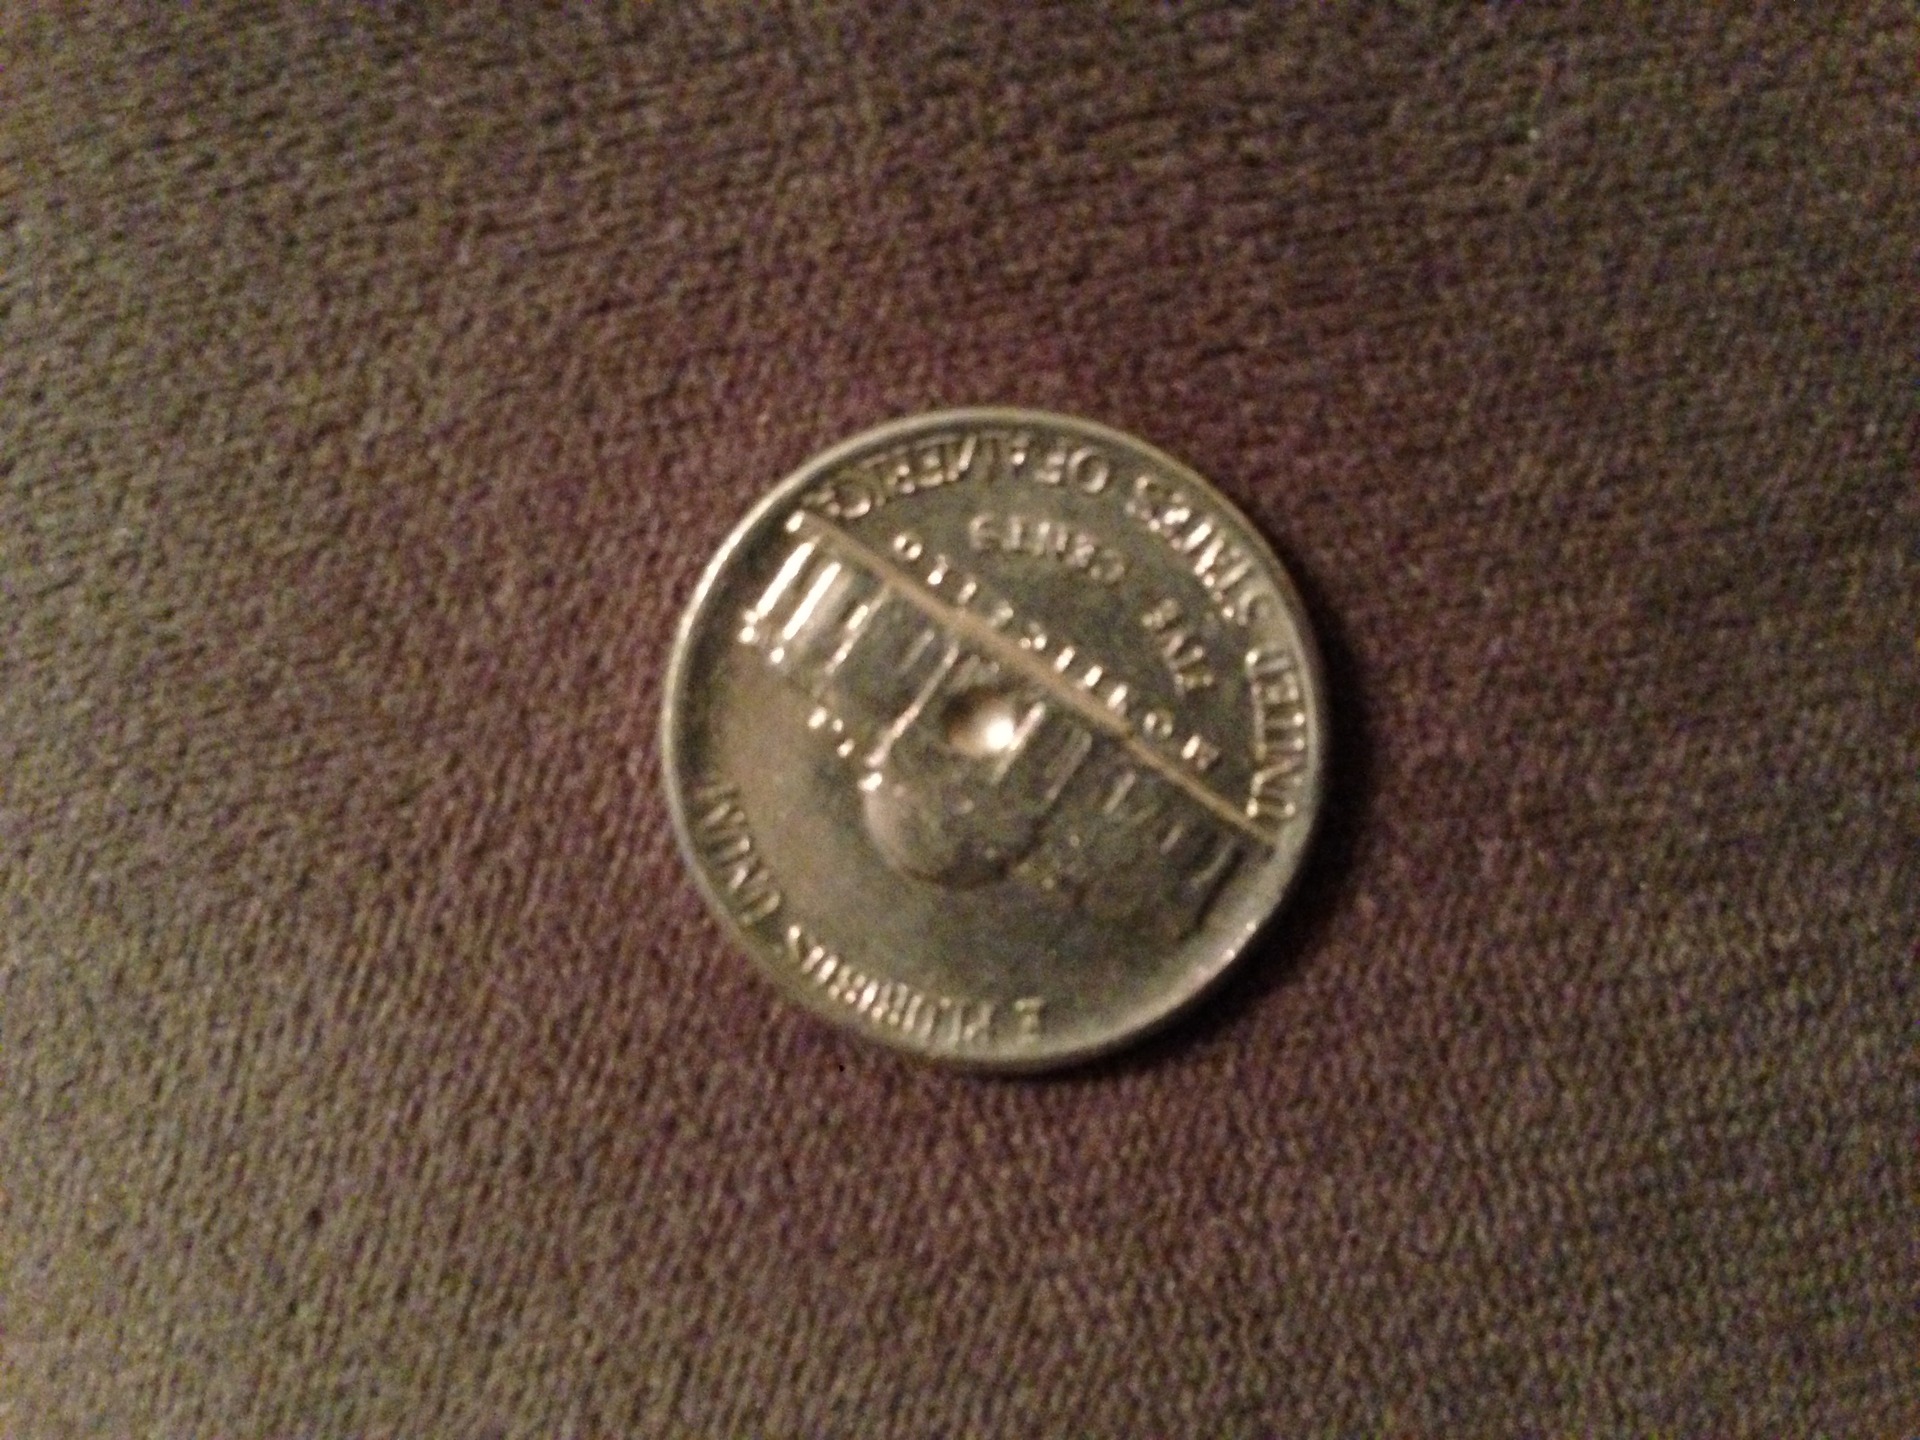 E PLURIBUS UNUM
MONTICELLO
FIVE CENTS
UNITED STATES OF AMERICA